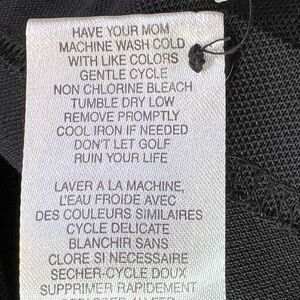 HAVE YOUR MOM
MACHINE WASH COLD
WITH LIKE COLORS
GENTLE CYCLE
NON CHLORINE BLEACH
TUMBLE DRY LOW
REMOVE PROMPTLY
COOL IRON IF NEEDED
DON'T LET GOLF
RUIN YOUR LIFE
LAVER A LA MACHINE,
L'EAU FROIDE AVEC
DES COULEURS SIMILAIRES
CYCLE DELICATE
BLANCHIR SANS
CLORE SI NECESSAIRE
SECHER-CYCLE DOUX
SUPPRIMER RAPIDEMENT